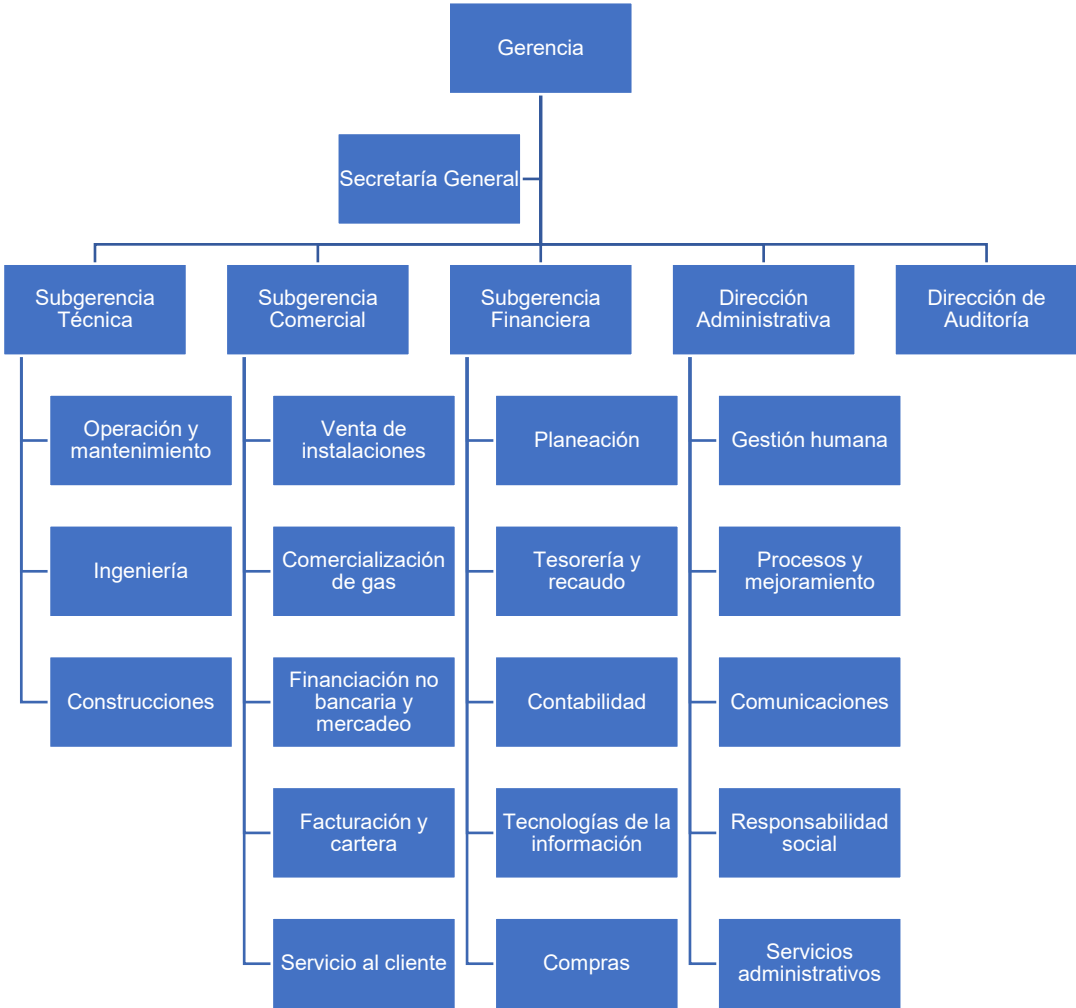 Gerencia
Secretaría General
Subgerencia
Técnica
Subgerencia
Comercial
Subgerencia
Financiera
Dirección
Administrativa
Dirección de
Auditoría
Operación y
mantenimiento
Ingeniería
Construcciones
Venta de
instalaciones
Comercialización
de gas
Financiación no
bancaria y
mercadeo
Facturación y
cartera
Servicio al cliente
Planeación
Tesorería y
recaudo
Contabilidad
Tecnologías de la
información
Compras
Gestión humana
Procesos y
mejoramiento
Comunicaciones
Responsabilidad
social
Servicios
administrativos